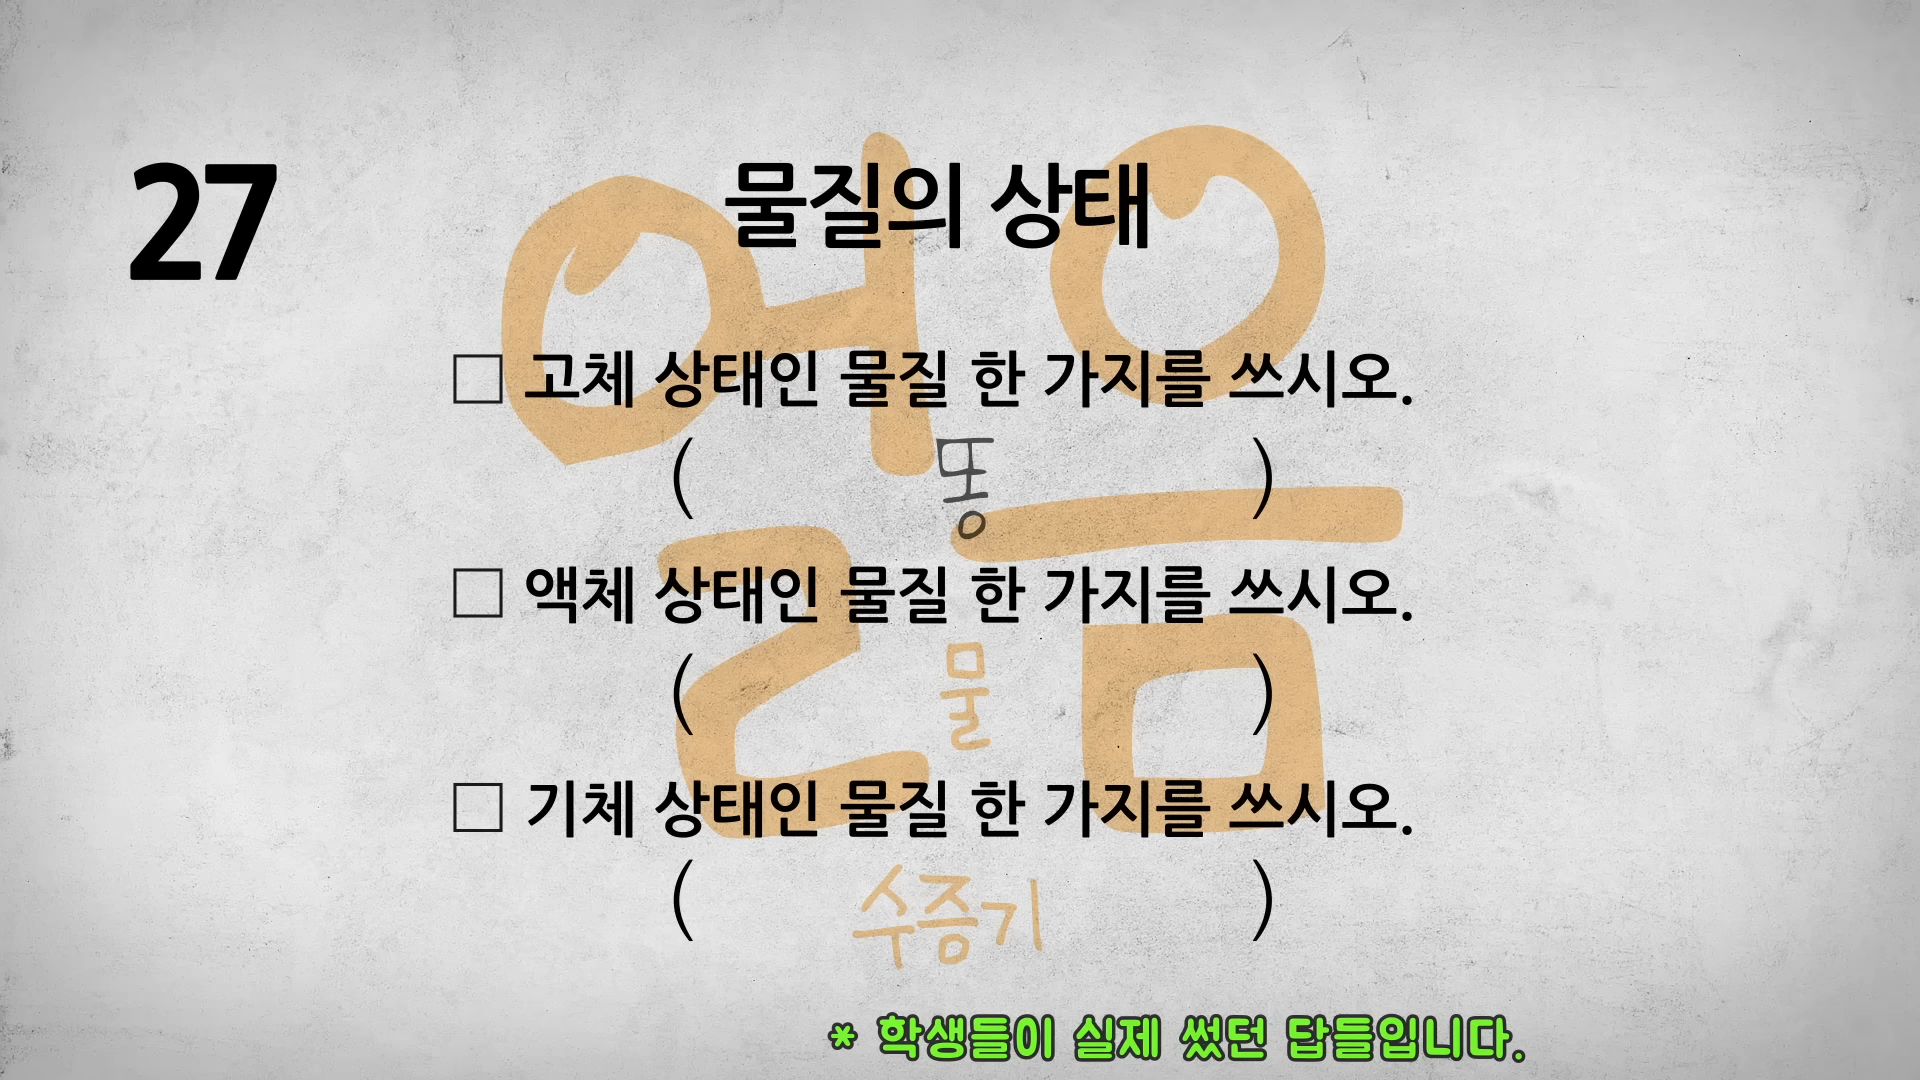 27
물질의 상태
□ 고체 상태인 물질 한 가지를 쓰시오.
( 똥 )
□ 액체 상태인 물질 한 가지를 쓰시오.
( 물 )
□ 기체 상태인 물질 한 가지를 쓰시오.
( 수증기 )
얼음
* 학생들이 실제 썼던 답들입니다.